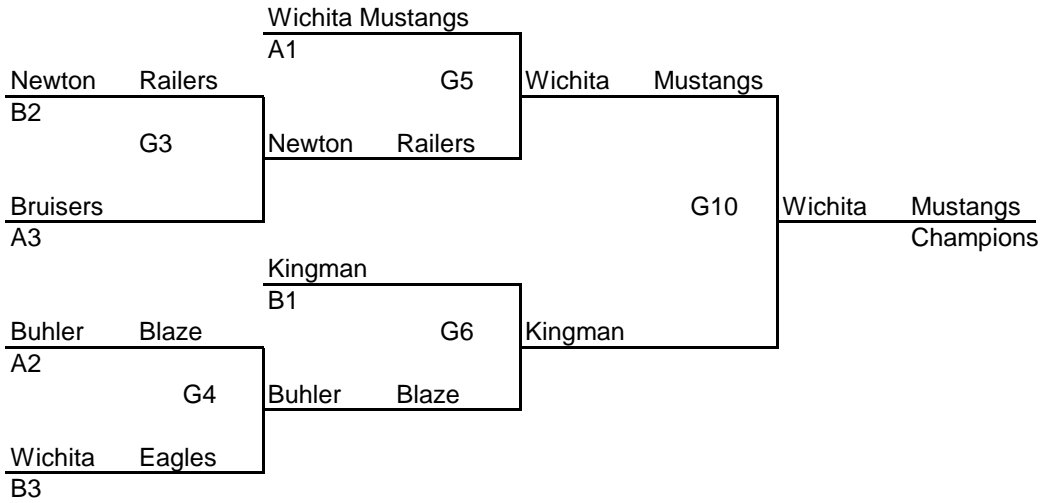 Wichita Mustangs
A1
Newton Railers G5 Wichita Mustangs
B2
G3 Newton Railers
Bruisers G10 Wichita Mustangs
A3 Champions
Kingman
B1
Buhler Blaze G6 Kingman
A2
G4 Buhler Blaze
Wichita Eagles
B3